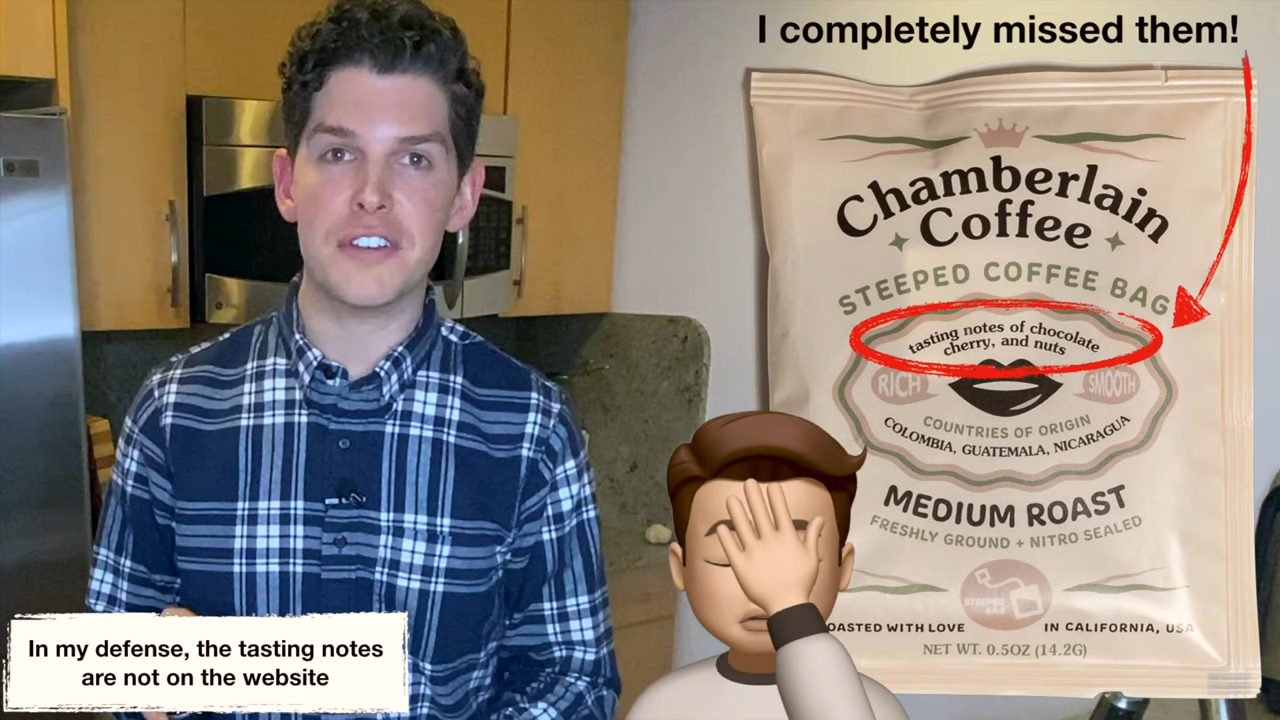 I completely missed them!
Chamberlain
Coffee
STEEPED COFFEE BAG
tasting notes of chocolate
cherry, and nuts
RICH
SMOOTH
COUNTRIES OF ORIGIN
COLOMBIA, GUATEMALA, NICARAGUA
MEDIUM ROAST
FRESHLY GROUND + NITRO SEALED
STEEPED
BAG
OASTED WITH LOVE
IN CALIFORNIA, USA
NET WT. 0.5OZ (14.2G)
In my defense, the tasting notes
are not on the website